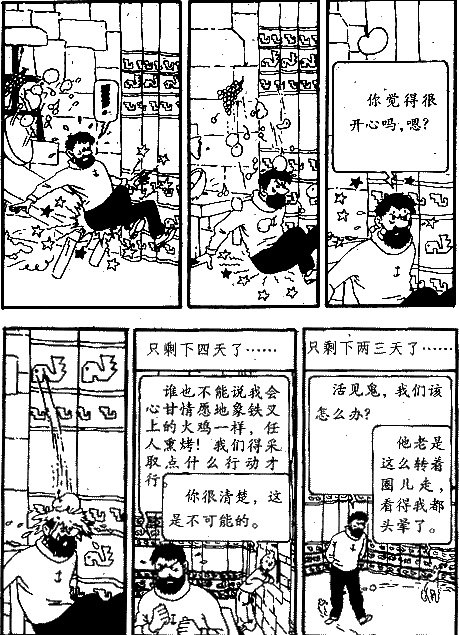 你觉得很
开心吗，嗯？
只剩下四天了……
谁也不能说我会
心甘情愿地象铁叉
上的火鸡一样，任
人熏烤！我们得采
取点什么行动才
行
你很清楚，这
是不可能的。
只剩下两三天了……
活见鬼，我们该
怎么办？
他老是
这么转着
圈儿走，
看得我都
头晕了。